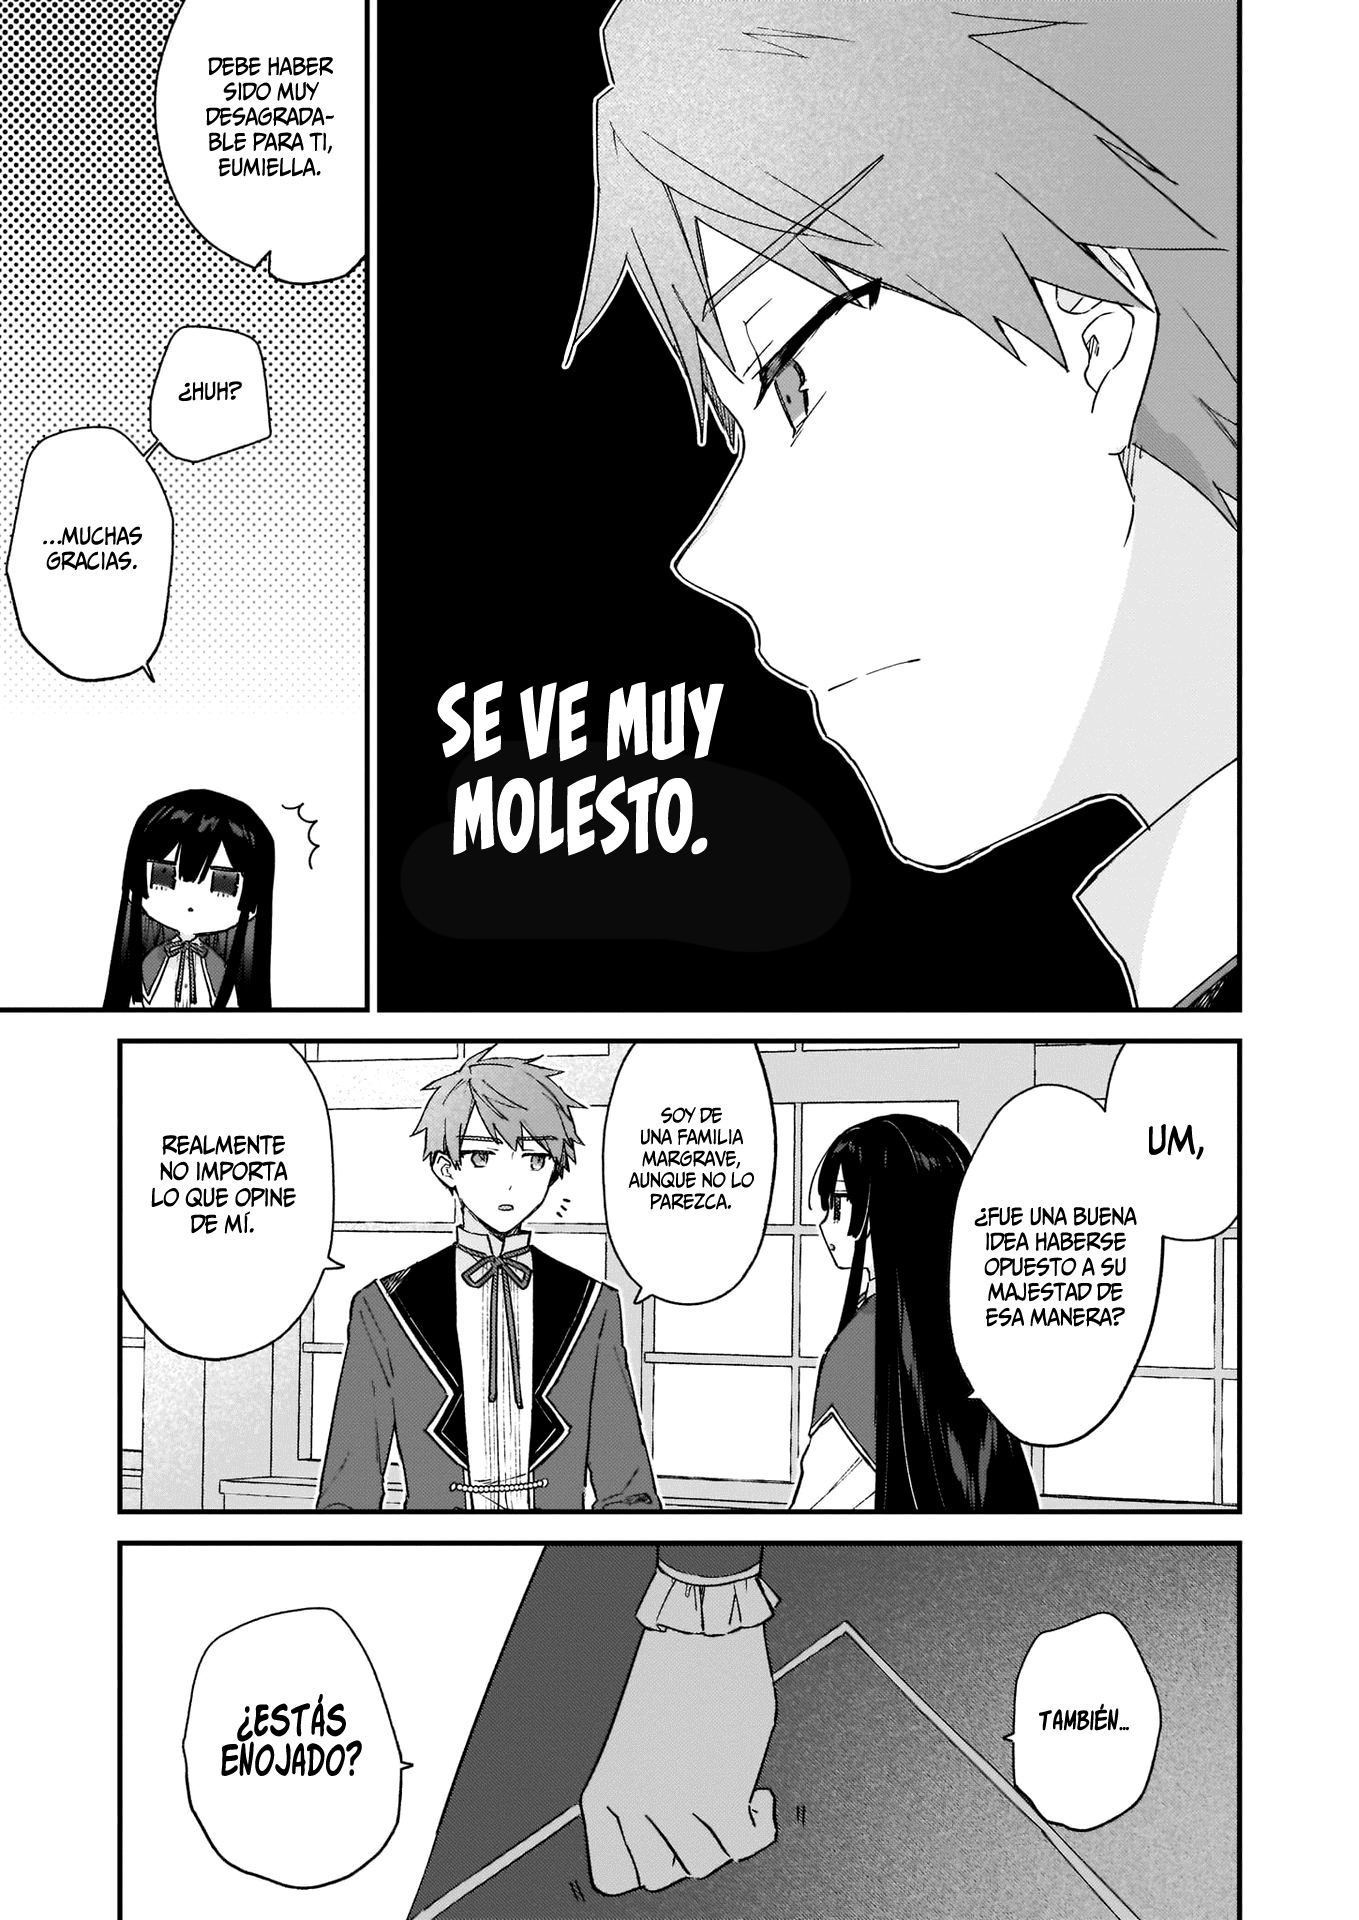 SE VE MUY
MOLESTO.
DEBE HABER
SIDO MUY
DESAGRADA-
BLE PARA TI,
EUMIELLA.
¿HUH?
...MUCHAS
GRACIAS.
UM,
¿FUE UNA BUENA
IDEA HABERSE
OPUESTO A SU
MAJESTAD DE
ESA MANERA?
SOY DE
UNA FAMILIA
MARGRAVE,
AUNQUE NO LO
PAREZCA.
REALMENTE
NO IMPORTA
LO QUE OPINE
DE MÍ.
TAMBIÉN...
¿ESTÁS
ENOJADO?